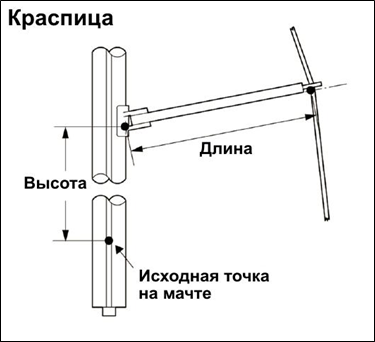 Краспица
Длина
Высота
Исходная точка
на мачте